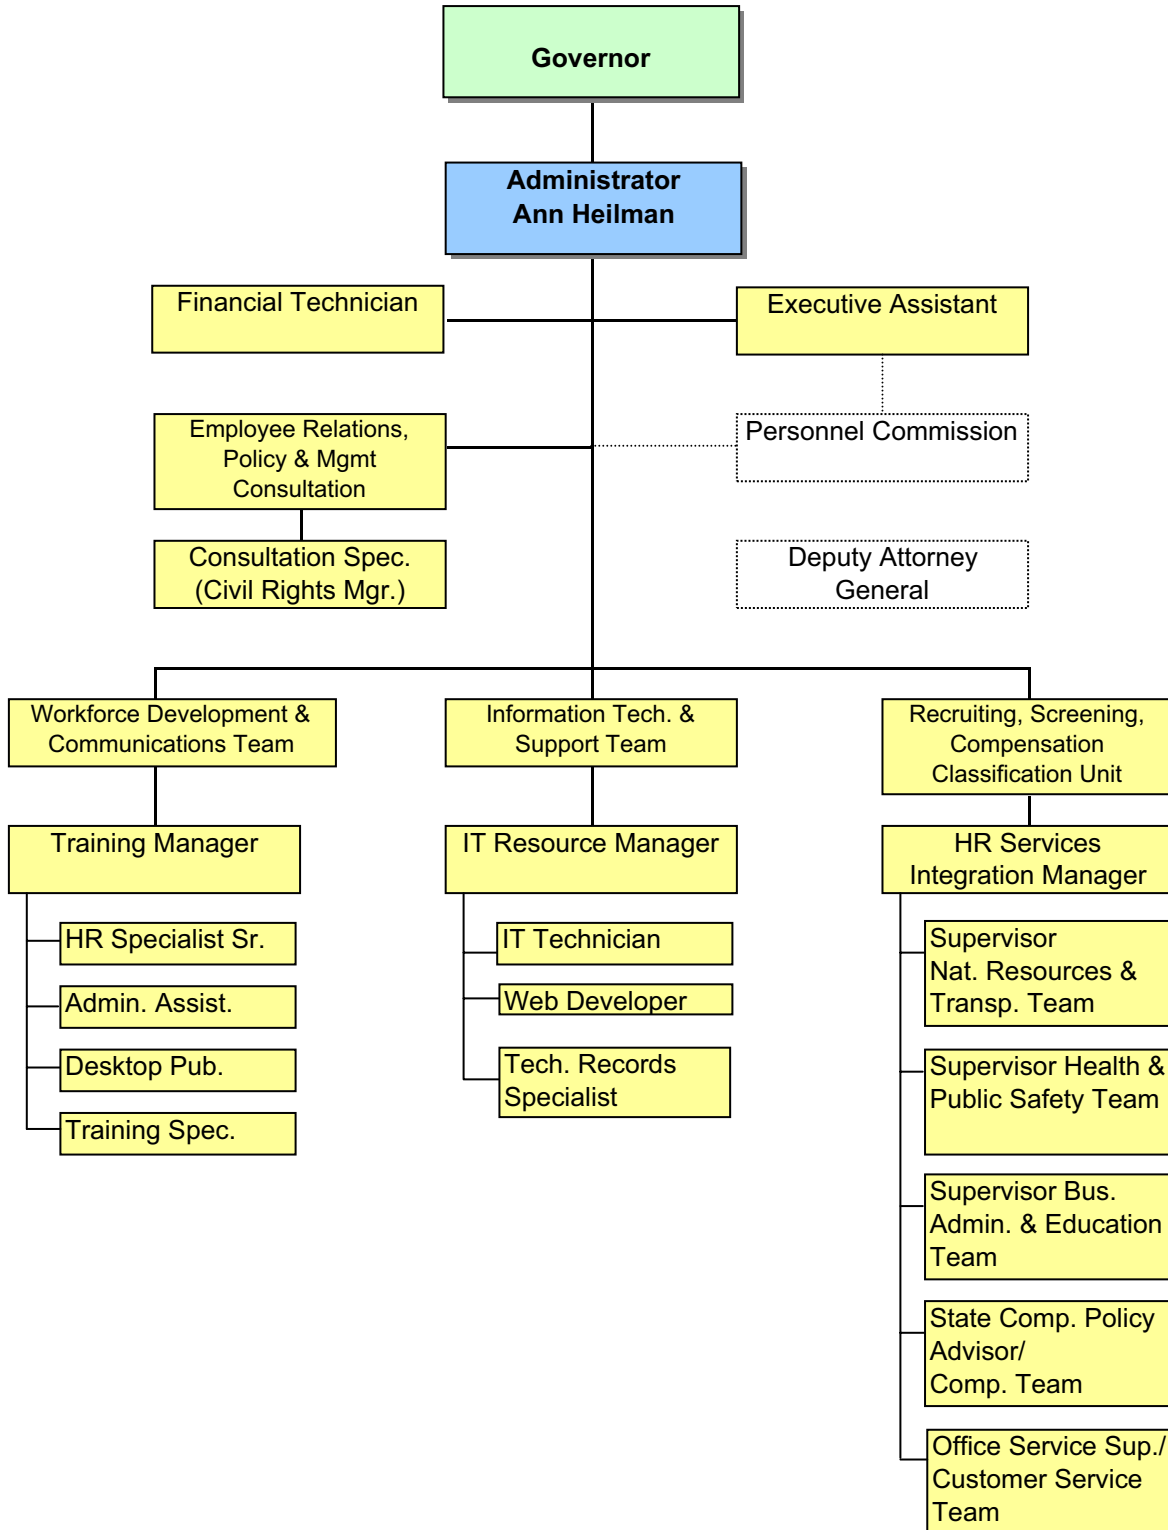 Governor
Administrator
Ann Heilman
Financial Technician
Executive Assistant
Employee Relations,
Policy & Mgmt
Consultation
Personnel Commission
Consultation Spec.
(Civil Rights Mgr.)
Deputy Attorney
General
Workforce Development &
Communications Team
Information Tech. &
Support Team
Recruiting, Screening,
Compensation
Classification Unit
Training Manager
IT Resource Manager
HR Services
Integration Manager
HR Specialist Sr.
Admin. Assist.
Desktop Pub.
Training Spec.
IT Technician
Web Developer
Tech. Records
Specialist
Supervisor
Nat. Resources &
Transp. Team
Supervisor Health &
Public Safety Team
Supervisor Bus.
Admin. & Education
Team
State Comp. Policy
Advisor/
Comp. Team
Office Service Sup./
Customer Service
Team